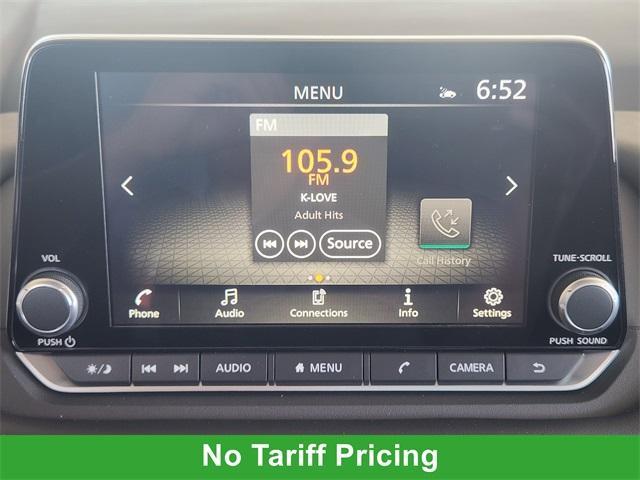 MENU 6:52
FM
105.9
FM
K-LOVE
Adult Hits
Source
Call History
VOL TUNE-SCROLL
Phone Audio Connections Info Settings
PUSH PUSH SOUND
AUDIO MENU CAMERA
No Tariff Pricing